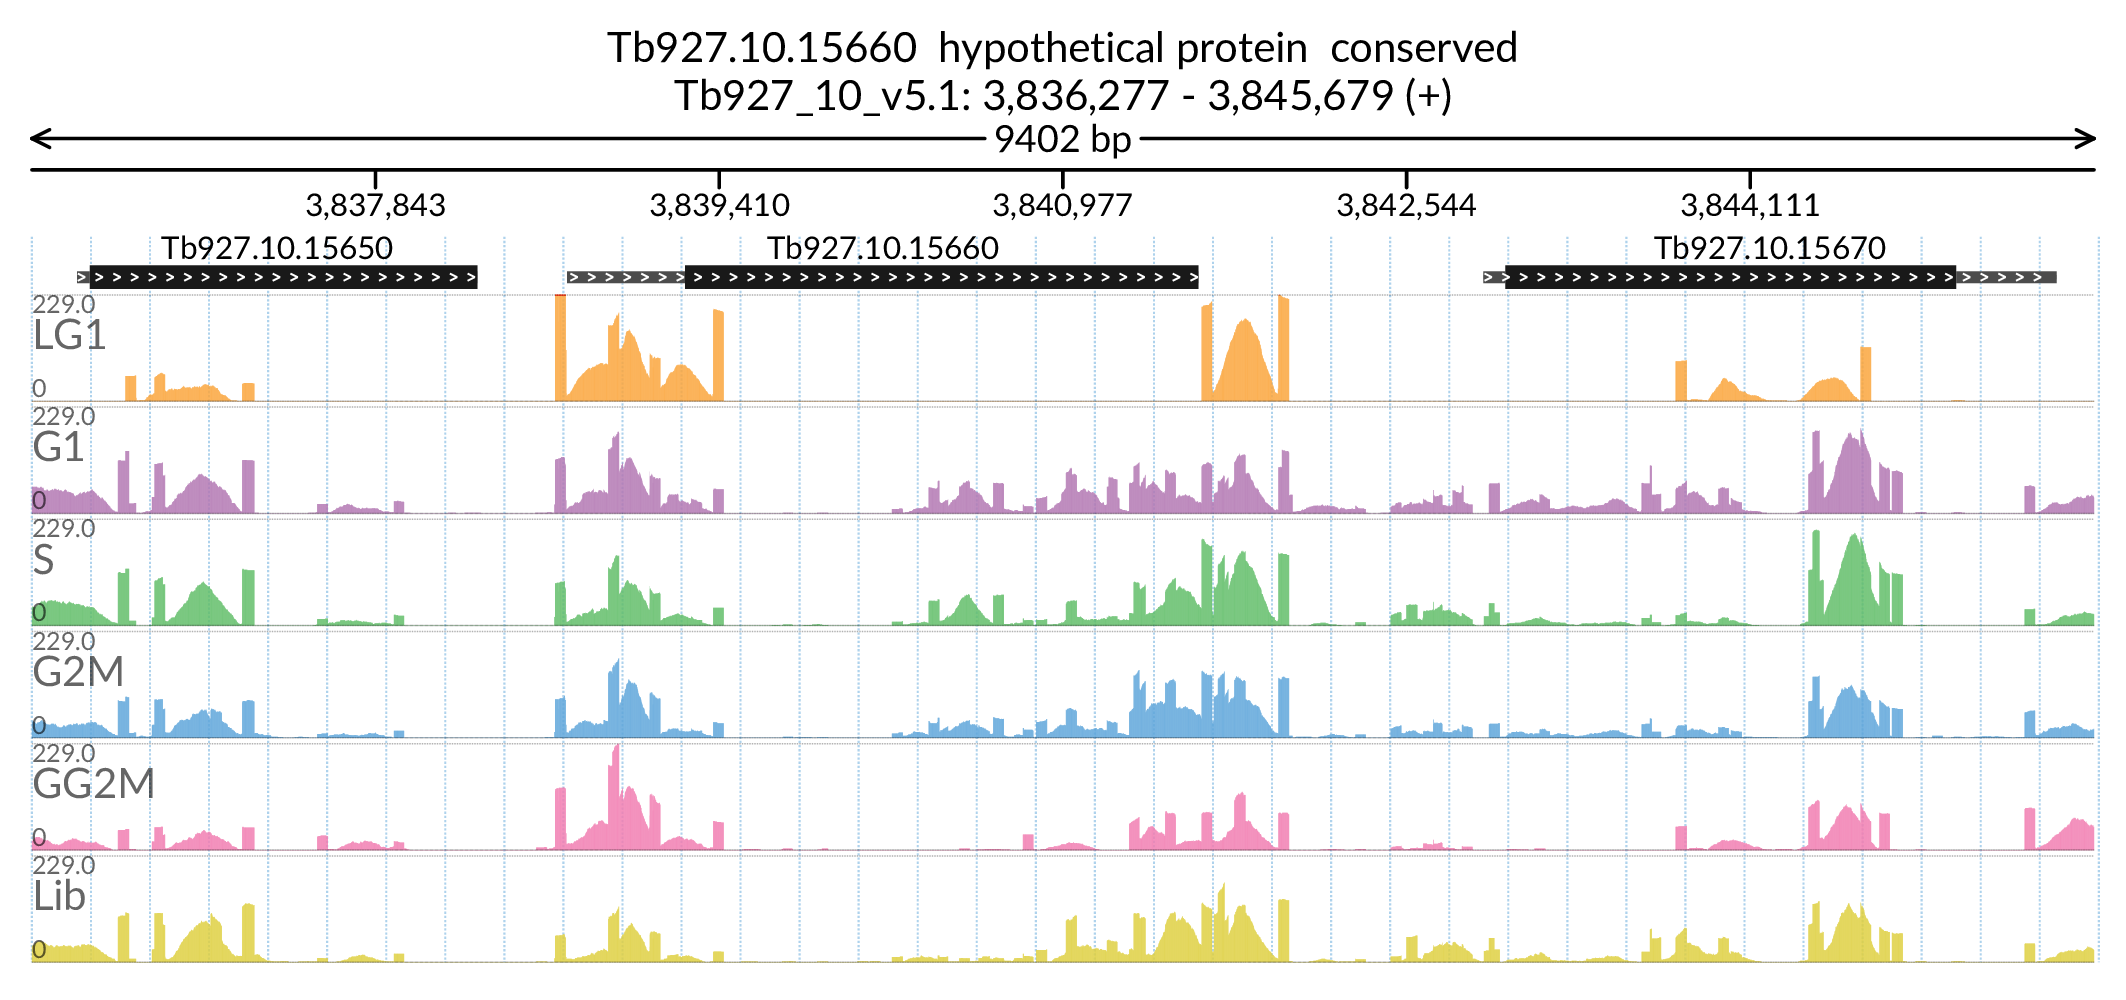 Tb927.10.15660  hypothetical protein  conserved
Tb927_10_v5.1: 3,836,277 - 3,845,679 (+)
9402 bp
3,837,843 3,839,410 3,840,977 3,842,544 3,844,111
Tb927.10.15650 Tb927.10.15660 Tb927.10.15670
229.0
LG1
0
229.0
G1
0
229.0
S
0
229.0
G2M
0
229.0
GG2M
0
229.0
Lib
0